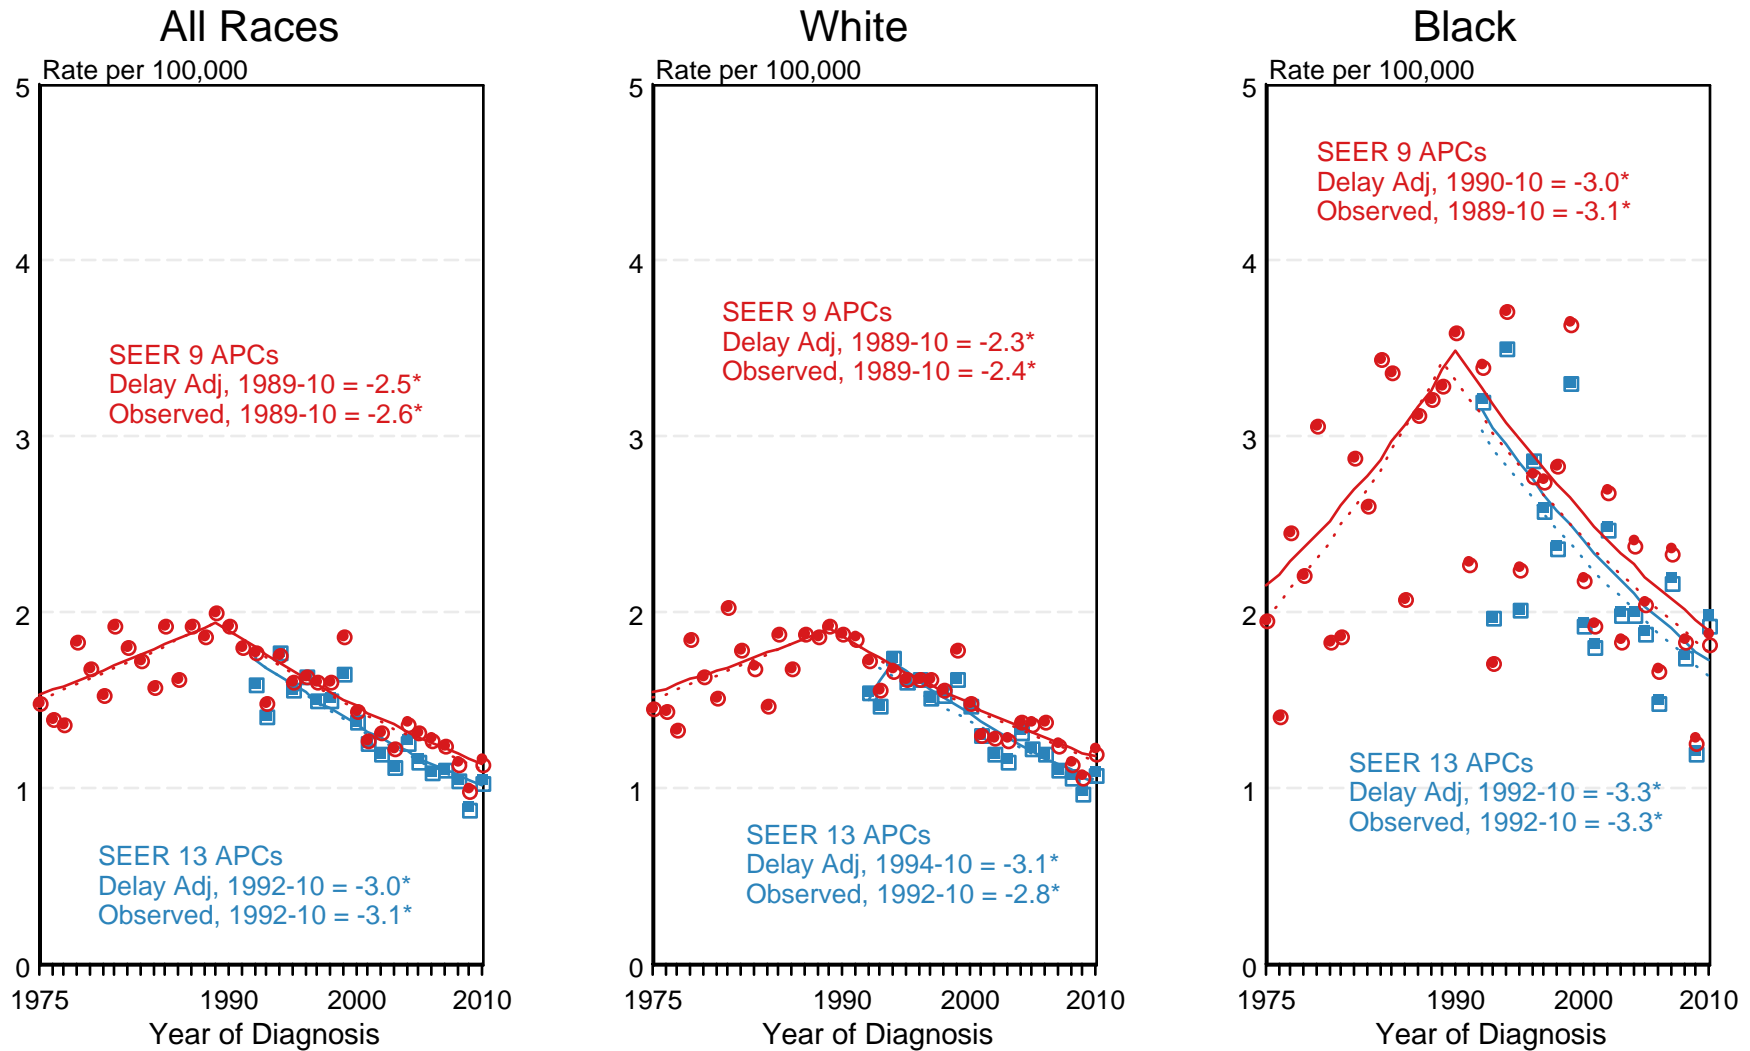 All Races
Rate per 100,000
5
4
3
2
1
0
SEER 9 APCs
Delay Adj, 1989-10 = -2.5*
Observed, 1989-10 = -2.6*
SEER 13 APCs
Delay Adj, 1992-10 = -3.0*
Observed, 1992-10 = -3.1*
1975 1990 2000 2010
Year of Diagnosis
White
Rate per 100,000
5
4
3
2
1
0
SEER 9 APCs
Delay Adj, 1989-10 = -2.3*
Observed, 1989-10 = -2.4*
SEER 13 APCs
Delay Adj, 1994-10 = -3.1*
Observed, 1992-10 = -2.8*
1975 1990 2000 2010
Year of Diagnosis
Black
Rate per 100,000
5
4
3
2
1
0
SEER 9 APCs
Delay Adj, 1990-10 = -3.0*
Observed, 1989-10 = -3.1*
SEER 13 APCs
Delay Adj, 1992-10 = -3.3*
Observed, 1992-10 = -3.3*
1975 1990 2000 2010
Year of Diagnosis